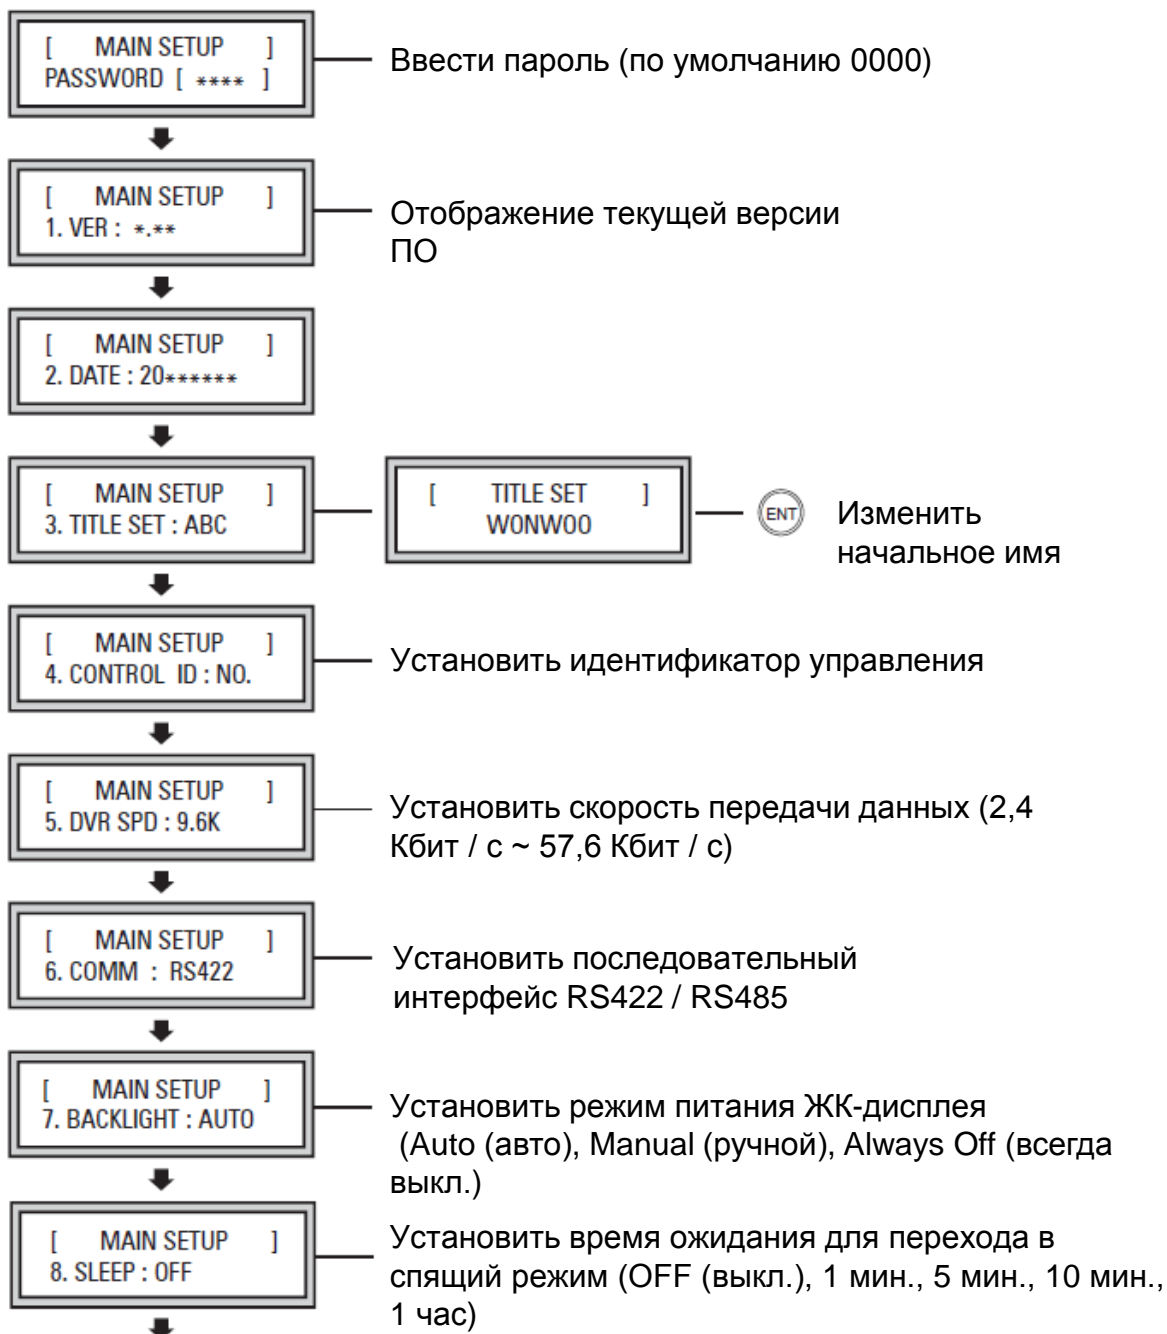 [ MAIN SETUP ]
PASSWORD [ **** ]
Ввести пароль (по умолчанию 0000)
[ MAIN SETUP ]
1. VER : *.**
Отображение текущей версии
ПО
[ MAIN SETUP ]
2. DATE : 20******
[ MAIN SETUP ]
3. TITLE SET : ABC
[ TITLE SET ]
WONWOO
ENT
Изменить
начальное имя
[ MAIN SETUP ]
4. CONTROL ID : NO.
Установить идентификатор управления
[ MAIN SETUP ]
5. DVR SPD : 9.6K
Установить скорость передачи данных (2,4
Кбит / с ~ 57,6 Кбит / с)
[ MAIN SETUP ]
6. COMM : RS422
Установить последовательный
интерфейс RS422 / RS485
[ MAIN SETUP ]
7. BACKLIGHT : AUTO
Установить режим питания ЖК-дисплея
(Auto (авто), Manual (ручной), Always Off (всегда
выкл.)
[ MAIN SETUP ]
8. SLEEP : OFF
Установить время ожидания для перехода в
спящий режим (OFF (выкл.), 1 мин., 5 мин., 10 мин.,
1 час)